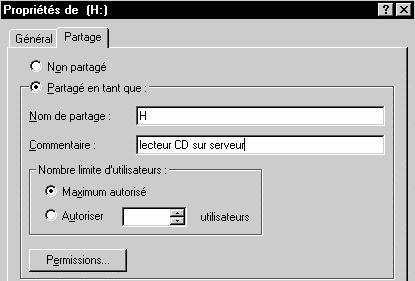 Propriétés de (H:)
Général
Partage
Non partagé
Partagé en tant que :
Nom de partage : H
Commentaire : lecteur CD sur serveur
Nombre limite d'utilisateurs :
Maximum autorisé
Autoriser utilisateurs
Permissions...